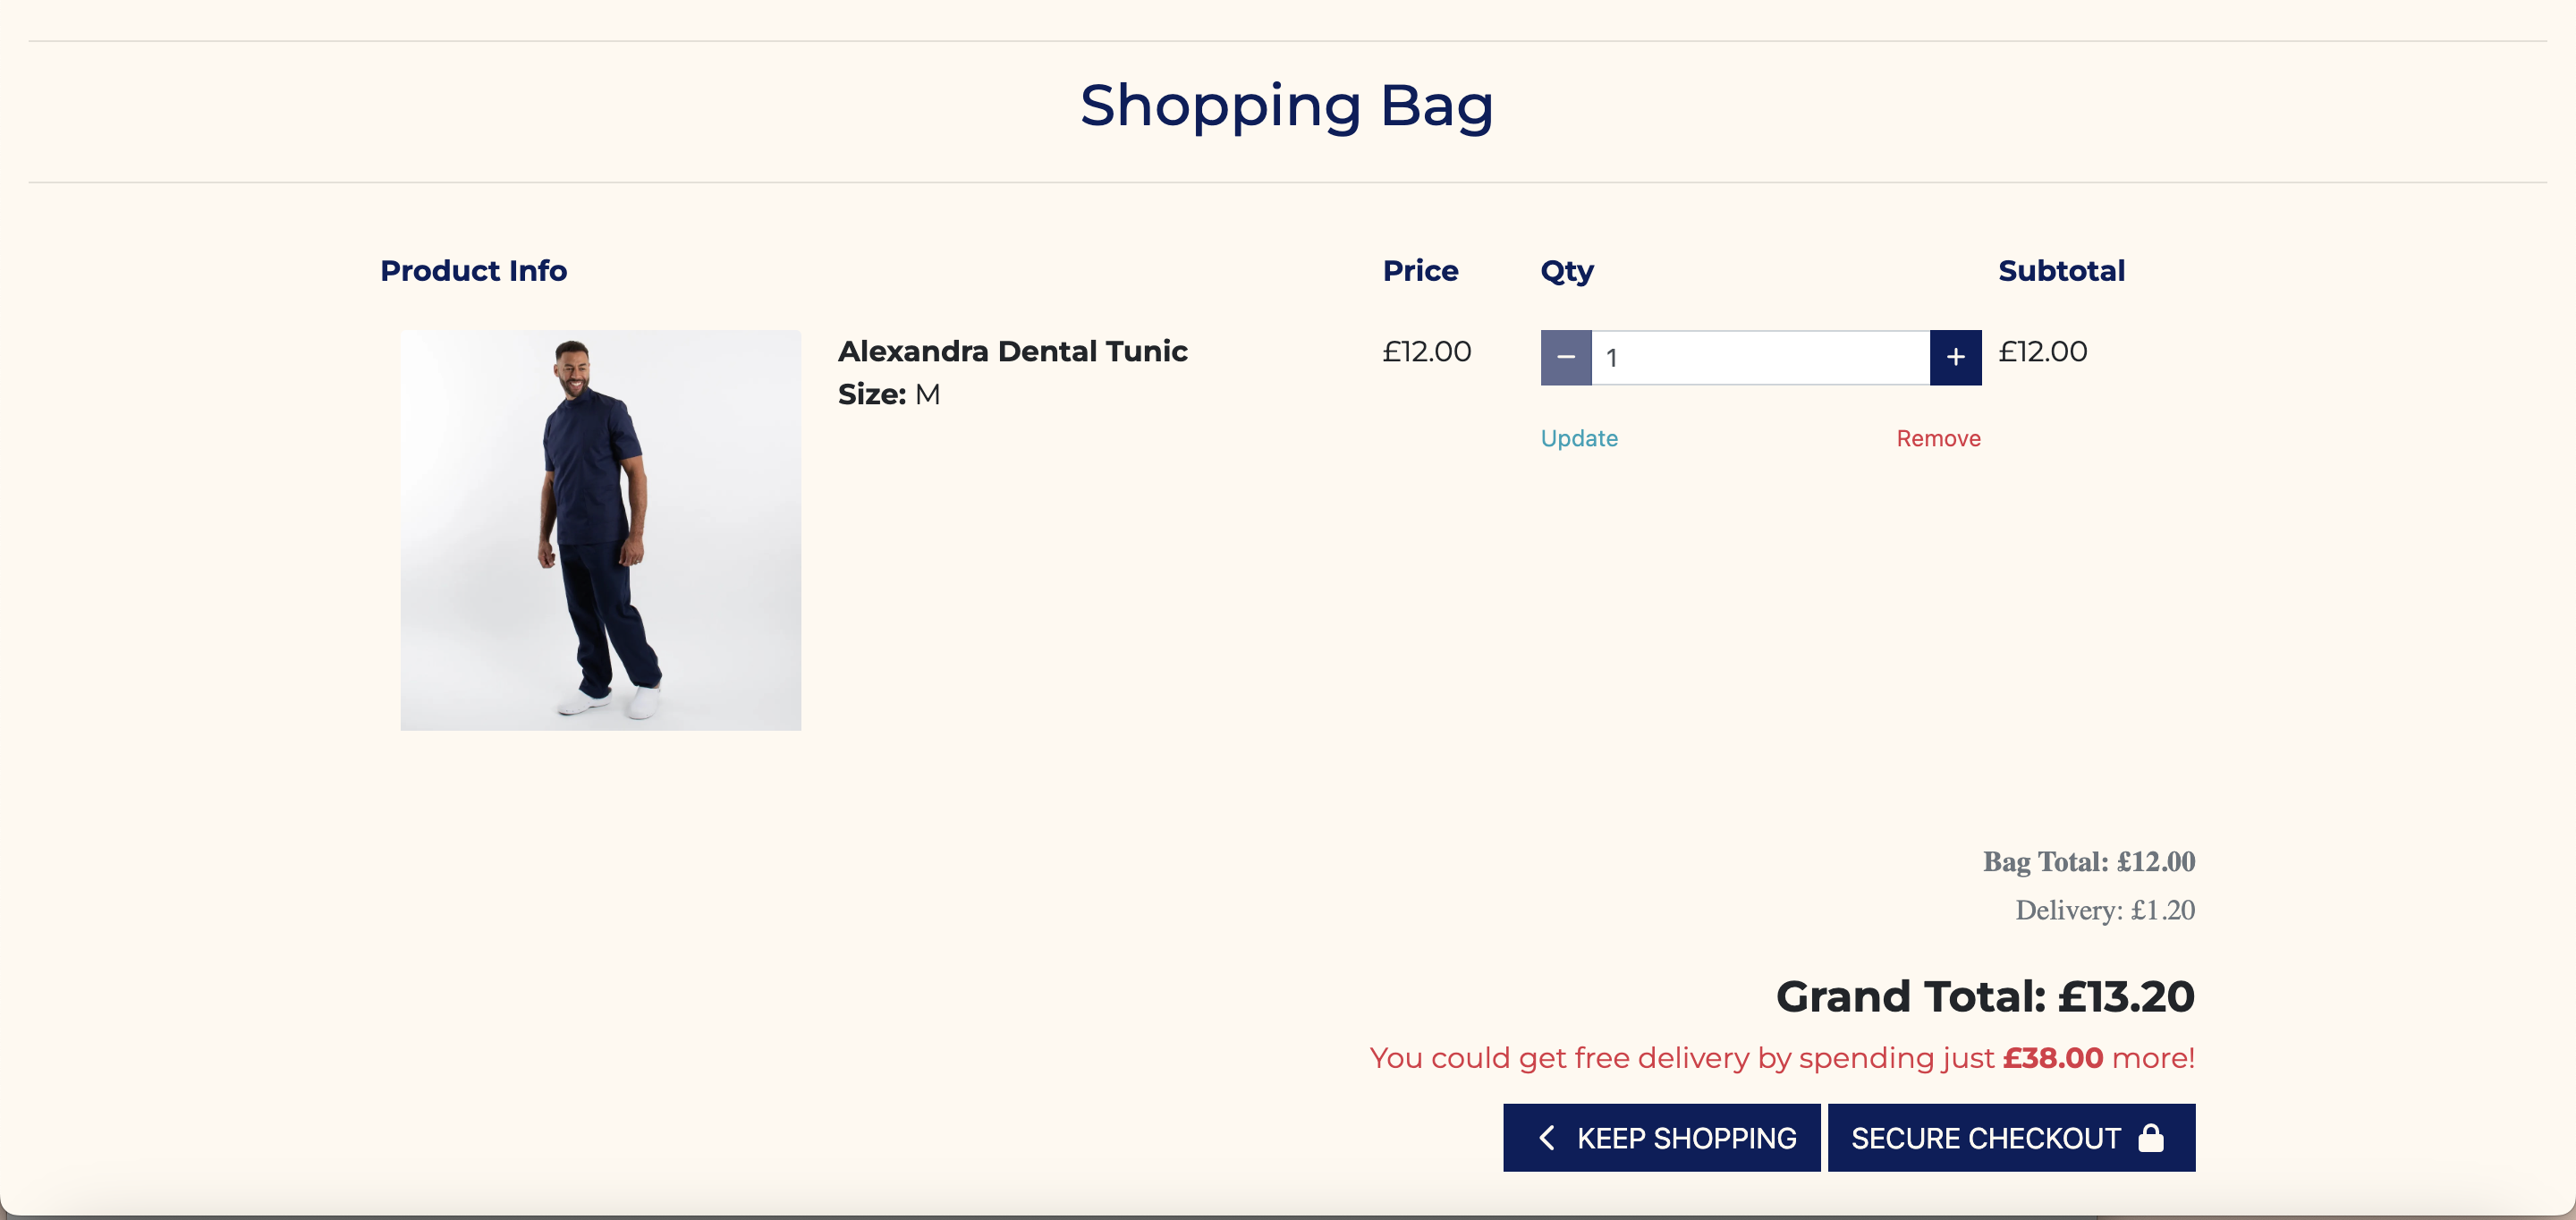 Shopping Bag
Product Info Price Qty Subtotal
Alexandra Dental Tunic £12.00 − 1 + £12.00
Size: M
Update Remove
Bag Total: £12.00
Delivery: £1.20
Grand Total: £13.20
You could get free delivery by spending just £38.00 more!
KEEP SHOPPING SECURE CHECKOUT